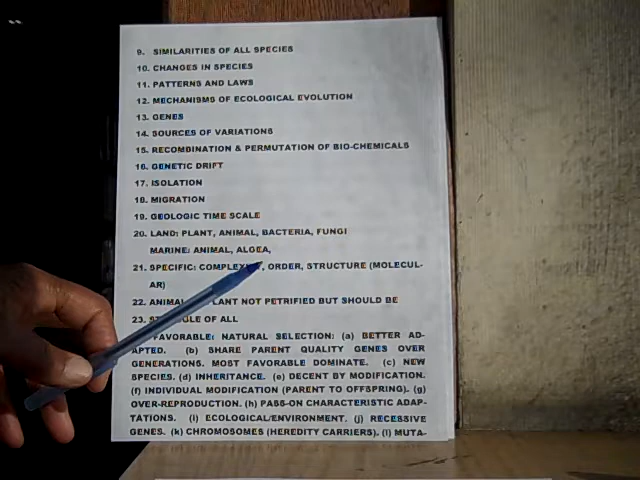 9. SIMILARITIES OF ALL SPECIES
10. CHANGES IN SPECIES
11. PATTERNS AND LAWS
12. MECHANISMS OF ECOLOGICAL EVOLUTION
13. GENES
14. SOURCES OF VARIATIONS
15. RECOMBINATION & PERMUTATION OF BIO-CHEMICALS
16. GENETIC DRIFT
17. ISOLATION
18. MIGRATION
19. GEOLOGIC TIME SCALE
20. LAND: PLANT, ANIMAL, BACTERIA, FUNGI
MARINE: ANIMAL, ALGEA,
21. SPECIFIC: ORDER, STRUCTURE (MOLECUL-
AR)
22. ANIMAL PLANT NOT PETRIFIED BUT SHOULD BE
23. OF ALL
FAVORABLE: NATURAL SELECTION: (a) BETTER AD-
APTED. (b) SHARE PARENT QUALITY GENES OVER
GENERATIONS. MOST FAVORABLE DOMINATE. (c) NEW
SPECIES. (d) INHERITANCE. (e) DECENT BY MODIFICATION.
(f) INDIVIDUAL MODIFICATION (PARENT TO OFFSPRING). (g)
OVER-REPRODUCTION. (h) PASS-ON CHARACTERISTIC ADAP-
TATIONS. (i) ECOLOGICAL/ENVIRONMENT. (j) RECESSIVE
GENES. (k) CHROMOSOMES (HEREDITY CARRIERS). (l) MUTA-